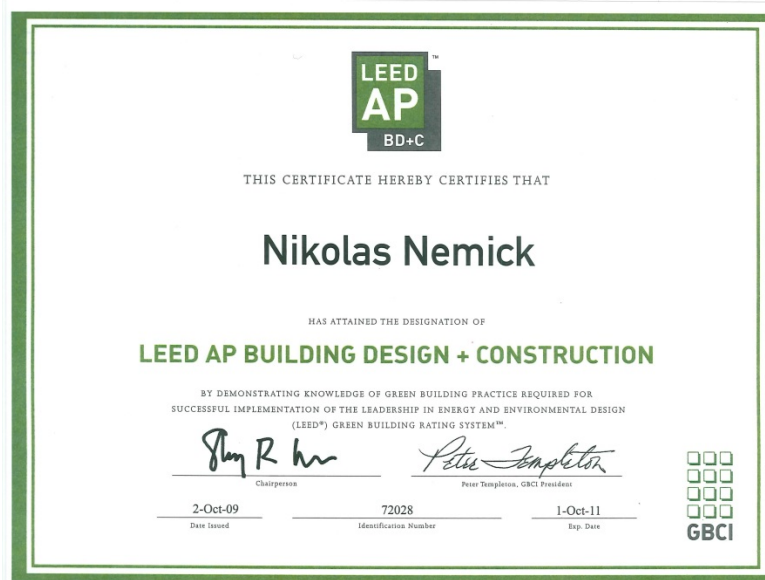 LEED ™
AP
BD+C
THIS CERTIFICATE HEREBY CERTIFIES THAT
Nikolas Nemick
HAS ATTAINED THE DESIGNATION OF
LEED AP BUILDING DESIGN + CONSTRUCTION
BY DEMONSTRATING KNOWLEDGE OF GREEN BUILDING PRACTICE REQUIRED FOR
SUCCESSFUL IMPLEMENTATION OF THE LEADERSHIP IN ENERGY AND ENVIRONMENTAL DESIGN
(LEED®) GREEN BUILDING RATING SYSTEM™.
Peter Templeton
Chairperson
Peter Templeton, GBCI President
2-Oct-09 72028 1-Oct-11
Date Issued Identification Number Exp. Date
GBCI